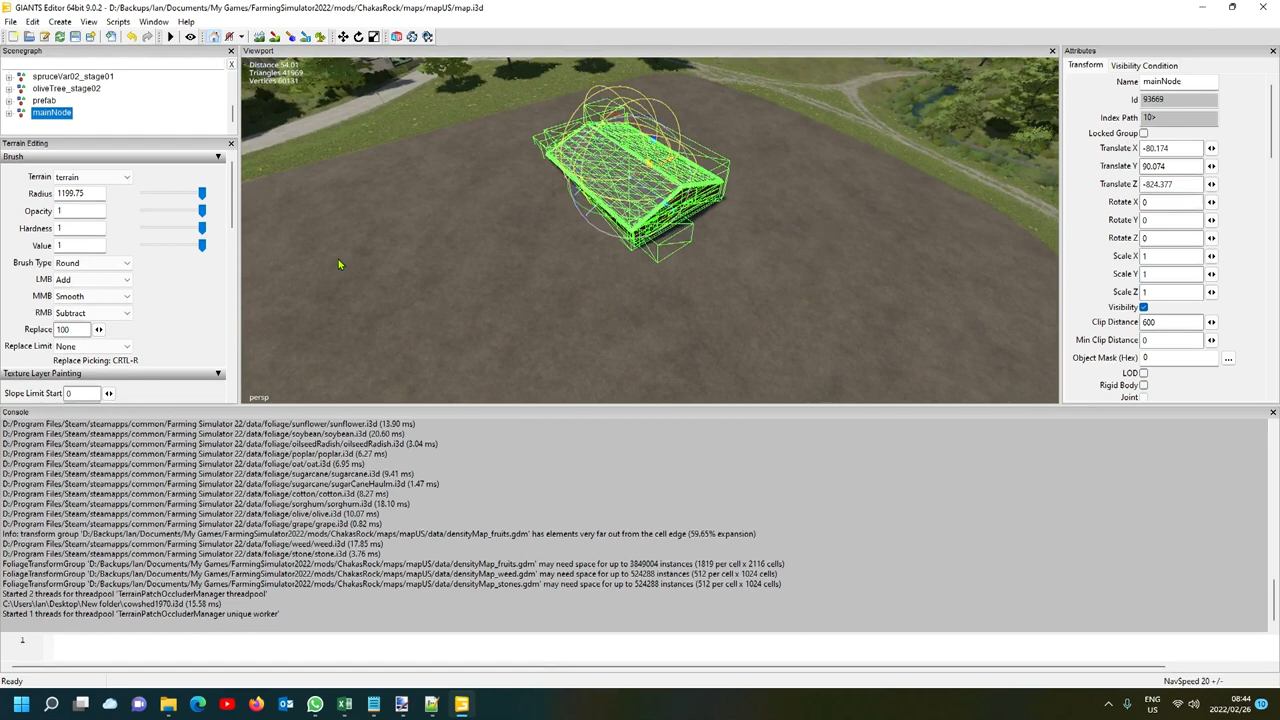 GIANTS Editor 64bit 9.0.2 - D:/Backups/Ian/Documents/My Games/FarmingSimulator2022/mods/ChakasRock/maps/mapUS/map.i3d
File Edit Create View Scripts Window Help
Scenegraph
X
spruceVar02_stage01
oliveTree_stage02
prefab
mainNode
Terrain Editing
Brush
Terrain terrain
Radius 1199.75
Opacity 1
Hardness 1
Value 1
Brush Type Round
LMB Add
MMB Smooth
RMB Subtract
Replace 100
Replace Limit None
Replace Picking: CRTL-R
Texture Layer Painting
Slope Limit Start 0
Viewport
Distance 54.01
Triangles 41969
Vertices 60131
persp
Attributes
Transform Visibility Condition
Name mainNode
Id 93669
Index Path 10>
Locked Group
Translate X -80.174
Translate Y 90.074
Translate Z -824.377
Rotate X 0
Rotate Y 0
Rotate Z 0
Scale X 1
Scale Y 1
Scale Z 1
Visibility
Clip Distance 600
Min Clip Distance 0
Object Mask (Hex) 0 ...
LOD
Rigid Body
Joint
Console
D:/Program Files/Steam/steamapps/common/Farming Simulator 22/data/foliage/sunflower/sunflower.i3d (13.90 ms)
D:/Program Files/Steam/steamapps/common/Farming Simulator 22/data/foliage/soybean/soybean.i3d (20.60 ms)
D:/Program Files/Steam/steamapps/common/Farming Simulator 22/data/foliage/oilseedRadish/oilseedRadish.i3d (3.04 ms)
D:/Program Files/Steam/steamapps/common/Farming Simulator 22/data/foliage/poplar/poplar.i3d (6.27 ms)
D:/Program Files/Steam/steamapps/common/Farming Simulator 22/data/foliage/oat/oat.i3d (6.95 ms)
D:/Program Files/Steam/steamapps/common/Farming Simulator 22/data/foliage/sugarcane/sugarcane.i3d (9.41 ms)
D:/Program Files/Steam/steamapps/common/Farming Simulator 22/data/foliage/sugarcane/sugarCaneHaulm.i3d (1.47 ms)
D:/Program Files/Steam/steamapps/common/Farming Simulator 22/data/foliage/cotton/cotton.i3d (8.27 ms)
D:/Program Files/Steam/steamapps/common/Farming Simulator 22/data/foliage/sorghum/sorghum.i3d (18.10 ms)
D:/Program Files/Steam/steamapps/common/Farming Simulator 22/data/foliage/olive/olive.i3d (10.07 ms)
D:/Program Files/Steam/steamapps/common/Farming Simulator 22/data/foliage/grape/grape.i3d (0.82 ms)
Info: transform group 'D:/Backups/Ian/Documents/My Games/FarmingSimulator2022/mods/ChakasRock/maps/mapUS/data/densityMap_fruits.gdm' has elements very far out from the cell edge (59.65% expansion)
D:/Program Files/Steam/steamapps/common/Farming Simulator 22/data/foliage/weed/weed.i3d (17.85 ms)
D:/Program Files/Steam/steamapps/common/Farming Simulator 22/data/foliage/stone/stone.i3d (3.76 ms)
FoliageTransformGroup 'D:/Backups/Ian/Documents/My Games/FarmingSimulator2022/mods/ChakasRock/maps/mapUS/data/densityMap_fruits.gdm' may need space for up to 3849004 instances (1819 per cell x 2116 cells)
FoliageTransformGroup 'D:/Backups/Ian/Documents/My Games/FarmingSimulator2022/mods/ChakasRock/maps/mapUS/data/densityMap_weed.gdm' may need space for up to 524288 instances (512 per cell x 1024 cells)
FoliageTransformGroup 'D:/Backups/Ian/Documents/My Games/FarmingSimulator2022/mods/ChakasRock/maps/mapUS/data/densityMap_stones.gdm' may need space for up to 524288 instances (512 per cell x 1024 cells)
Started 2 threads for threadpool 'TerrainPatchOccluderManager threadpool'
C:\Users\Ian\Desktop\New folder\cowshed1970.i3d (15.58 ms)
Started 1 threads for threadpool 'TerrainPatchOccluderManager unique worker'
1
Ready
NavSpeed 20 +/-
ENG
US
08:44
2022/02/26
10